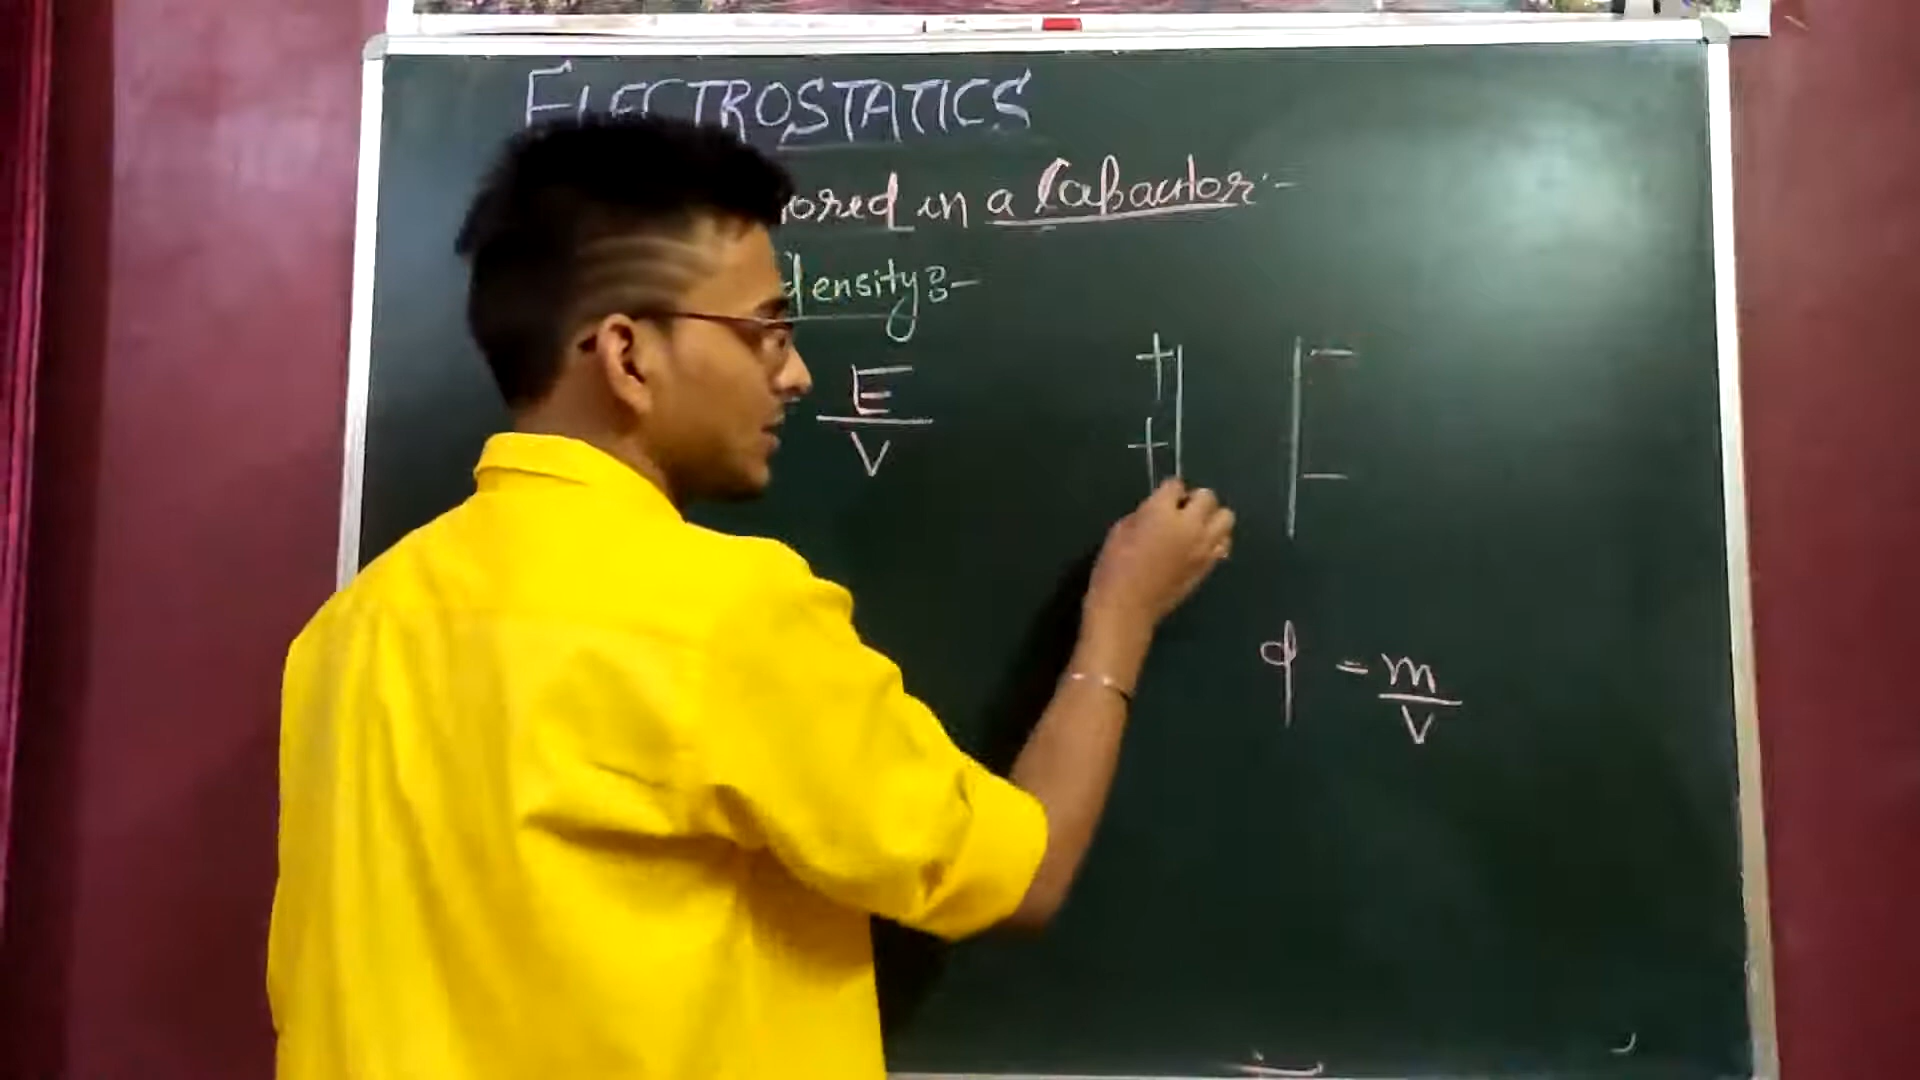 ELECTROSTATICS
ored in a Capacitor:-
density:-
E
V
+
+
d = m
V